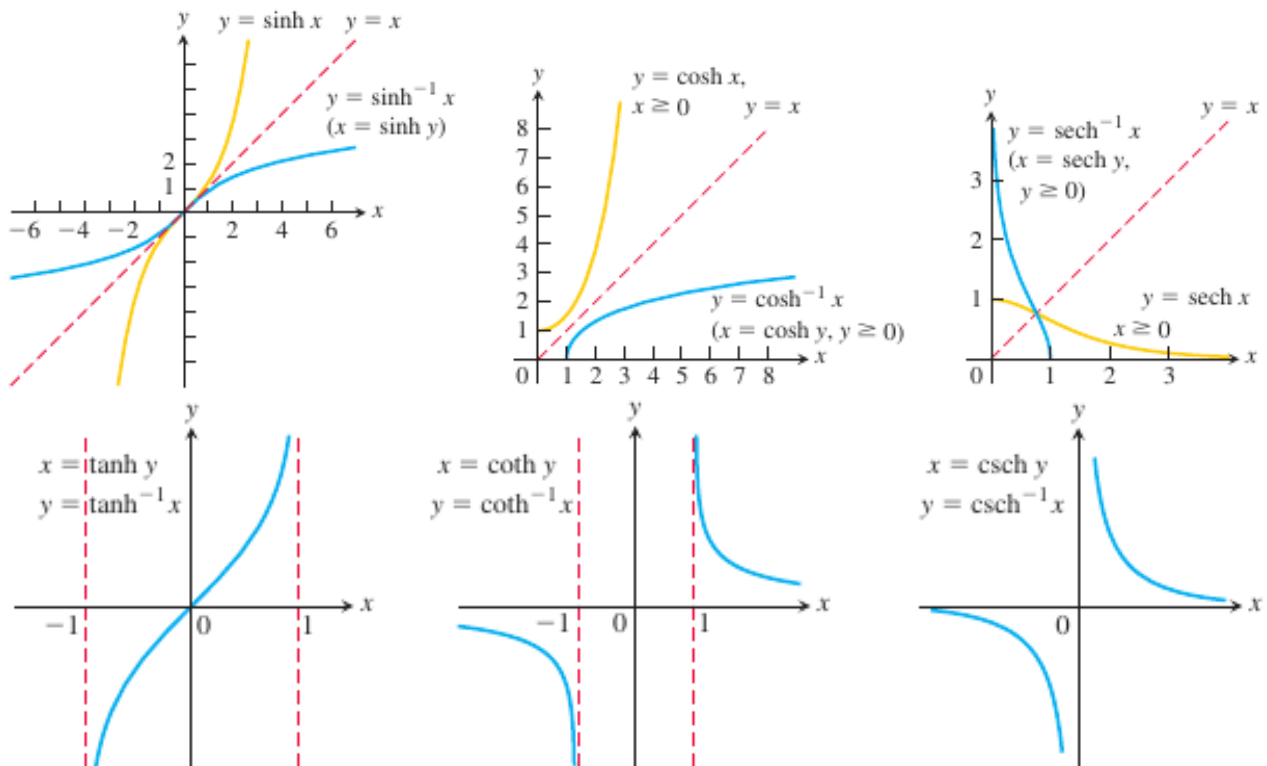 y
y = sinh x
y = x
y = sinh⁻¹ x
(x = sinh y)
2
1
−6 −4 −2 2 4 6 x
y
y = cosh x,
x ≥ 0
y = x
8
7
6
5
4
3
2
1
y = cosh⁻¹ x
(x = cosh y, y ≥ 0)
0 1 2 3 4 5 6 7 8 x
y
y = x
y = sech⁻¹ x
(x = sech y,
y ≥ 0)
3
2
1
y = sech x
x ≥ 0
0 1 2 3 x
y
x = tanh y
y = tanh⁻¹ x
x
−1 0 1
y
x = coth y
y = coth⁻¹ x
x
−1 0 1
y
x = csch y
y = csch⁻¹ x
x
0